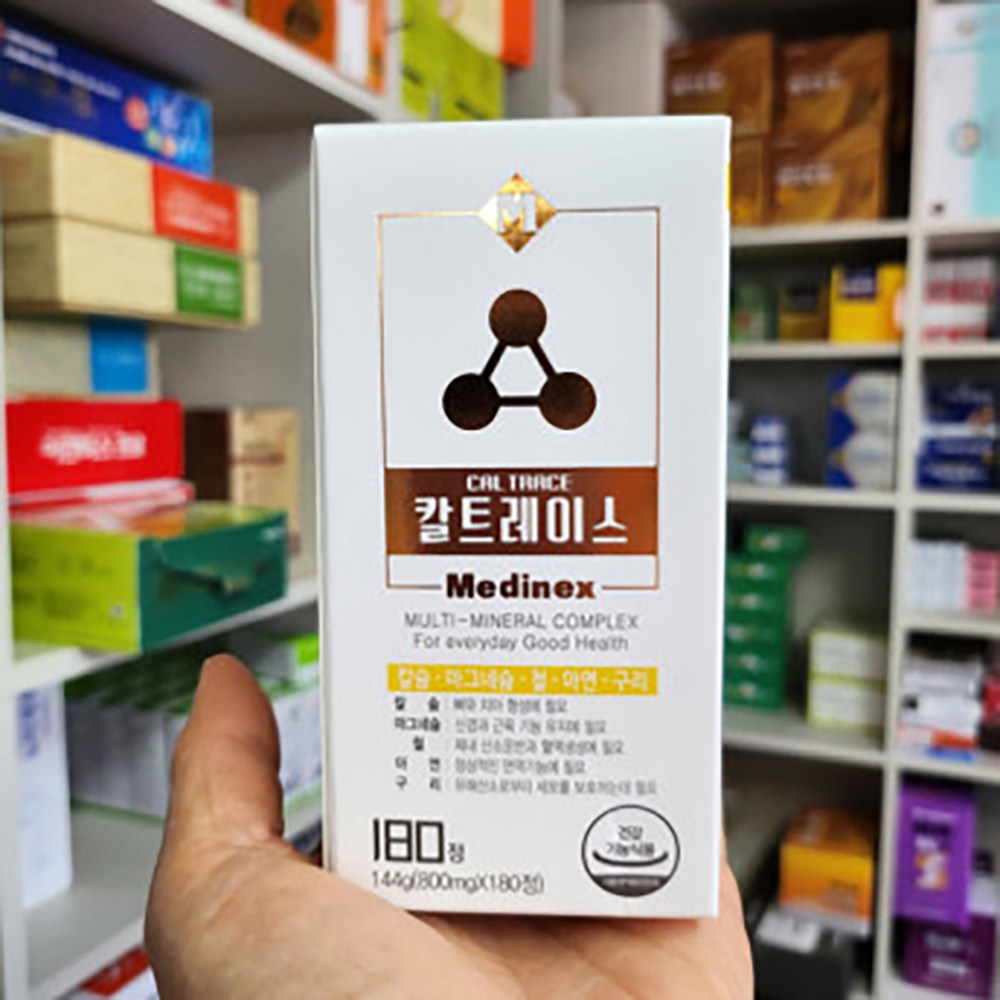 M
CAL TRACE
칼트레이스
Medinex
MULTI-MINERAL COMPLEX
For everyday Good Health
칼슘·마그네슘·철·아연·구리
칼 슘 : 뼈와 치아 형성에 필요
마그네슘 : 신경과 근육 기능 유지에 필요
철 : 체내 산소운반과 혈액생성에 필요
아 연 : 정상적인 면역기능에 필요
구 리 : 유해산소로부터 세포를 보호하는데 필요
180정
144g(800mgX180정)
건강
기능식품